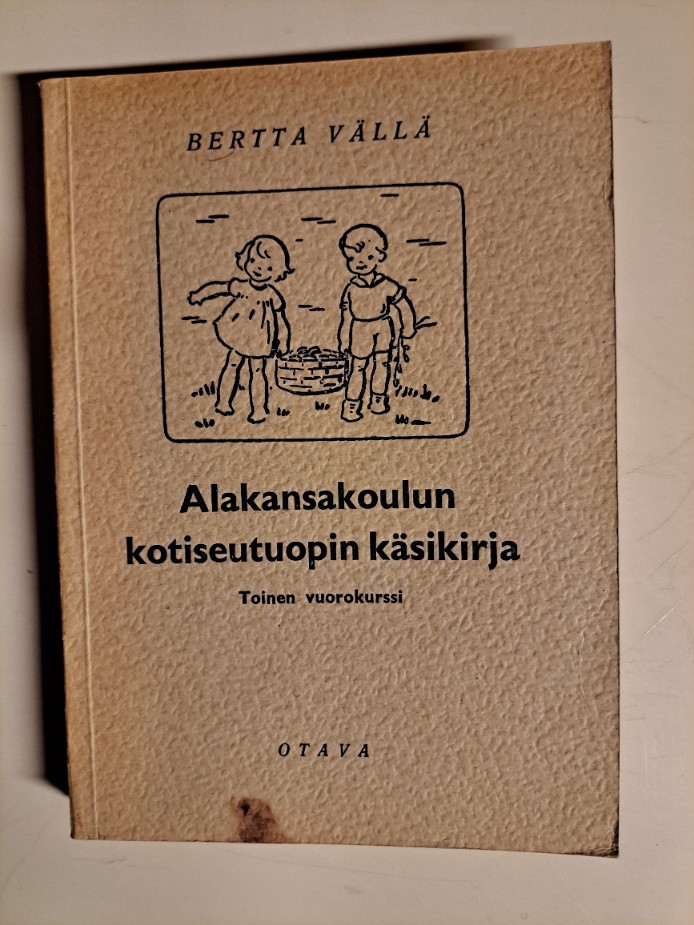 BERTTA VÄLLÄ
Alakansakoulun
kotiseutuopin käsikirja
Toinen vuorokurssi
OTAVA